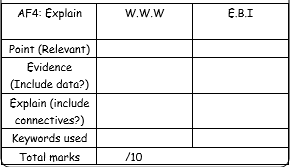 AF4: Explain W.W.W E.B.I
Point (Relevant)
Evidence
(Include data?)
Explain (include
connectives?)
Keywords used
Total marks /10